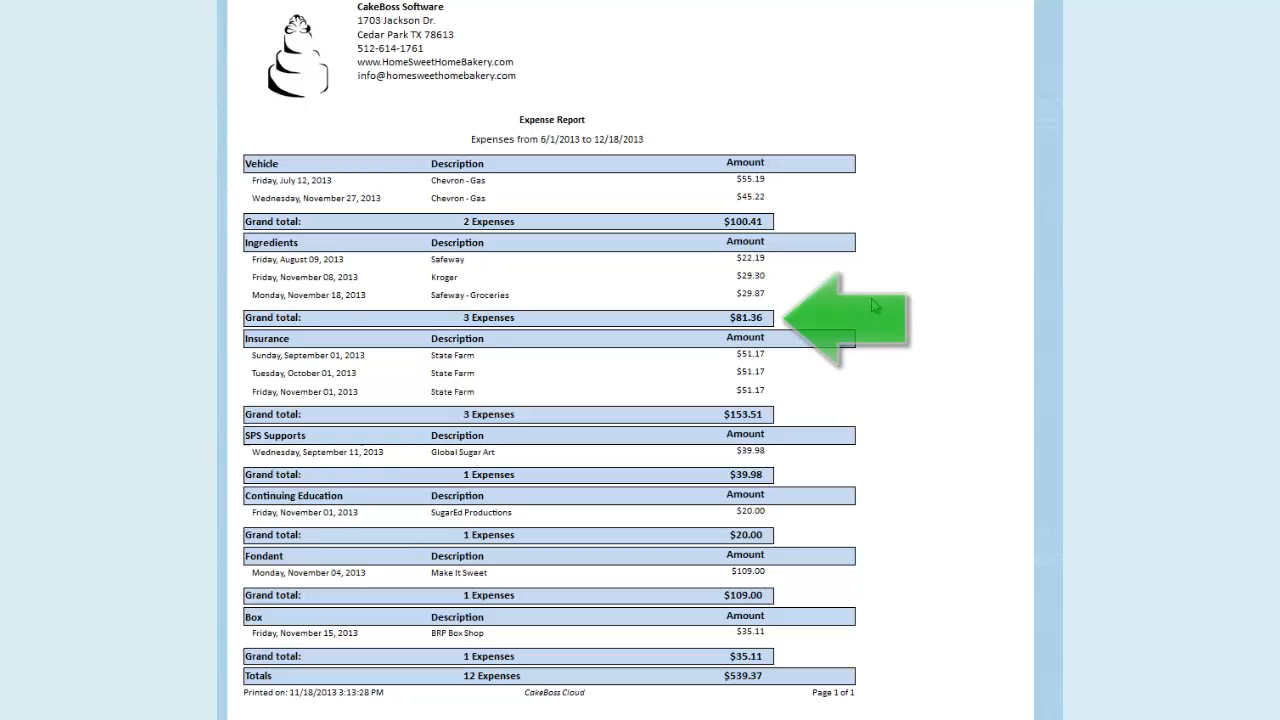 CakeBoss Software
1703 Jackson Dr.
Cedar Park TX 78613
512-614-1761
www.HomeSweetHomeBakery.com
info@homesweethomebakery.com
Expense Report
Expenses from 6/1/2013 to 12/18/2013
Vehicle Description Amount
Friday, July 12, 2013 Chevron - Gas $55.19
Wednesday, November 27, 2013 Chevron - Gas $45.22
Grand total: 2 Expenses $100.41
Ingredients Description Amount
Friday, August 09, 2013 Safeway $22.19
Friday, November 08, 2013 Kroger $29.30
Monday, November 18, 2013 Safeway - Groceries $29.87
Grand total: 3 Expenses $81.36
Insurance Description Amount
Sunday, September 01, 2013 State Farm $51.17
Tuesday, October 01, 2013 State Farm $51.17
Friday, November 01, 2013 State Farm $51.17
Grand total: 3 Expenses $153.51
SPS Supports Description Amount
Wednesday, September 11, 2013 Global Sugar Art $39.98
Grand total: 1 Expenses $39.98
Continuing Education Description Amount
Friday, November 01, 2013 SugarEd Productions $20.00
Grand total: 1 Expenses $20.00
Fondant Description Amount
Monday, November 04, 2013 Make It Sweet $109.00
Grand total: 1 Expenses $109.00
Box Description Amount
Friday, November 15, 2013 BRP Box Shop $35.11
Grand total: 1 Expenses $35.11
Totals 12 Expenses $539.37
Printed on: 11/18/2013 3:13:28 PM CakeBoss Cloud Page 1 of 1